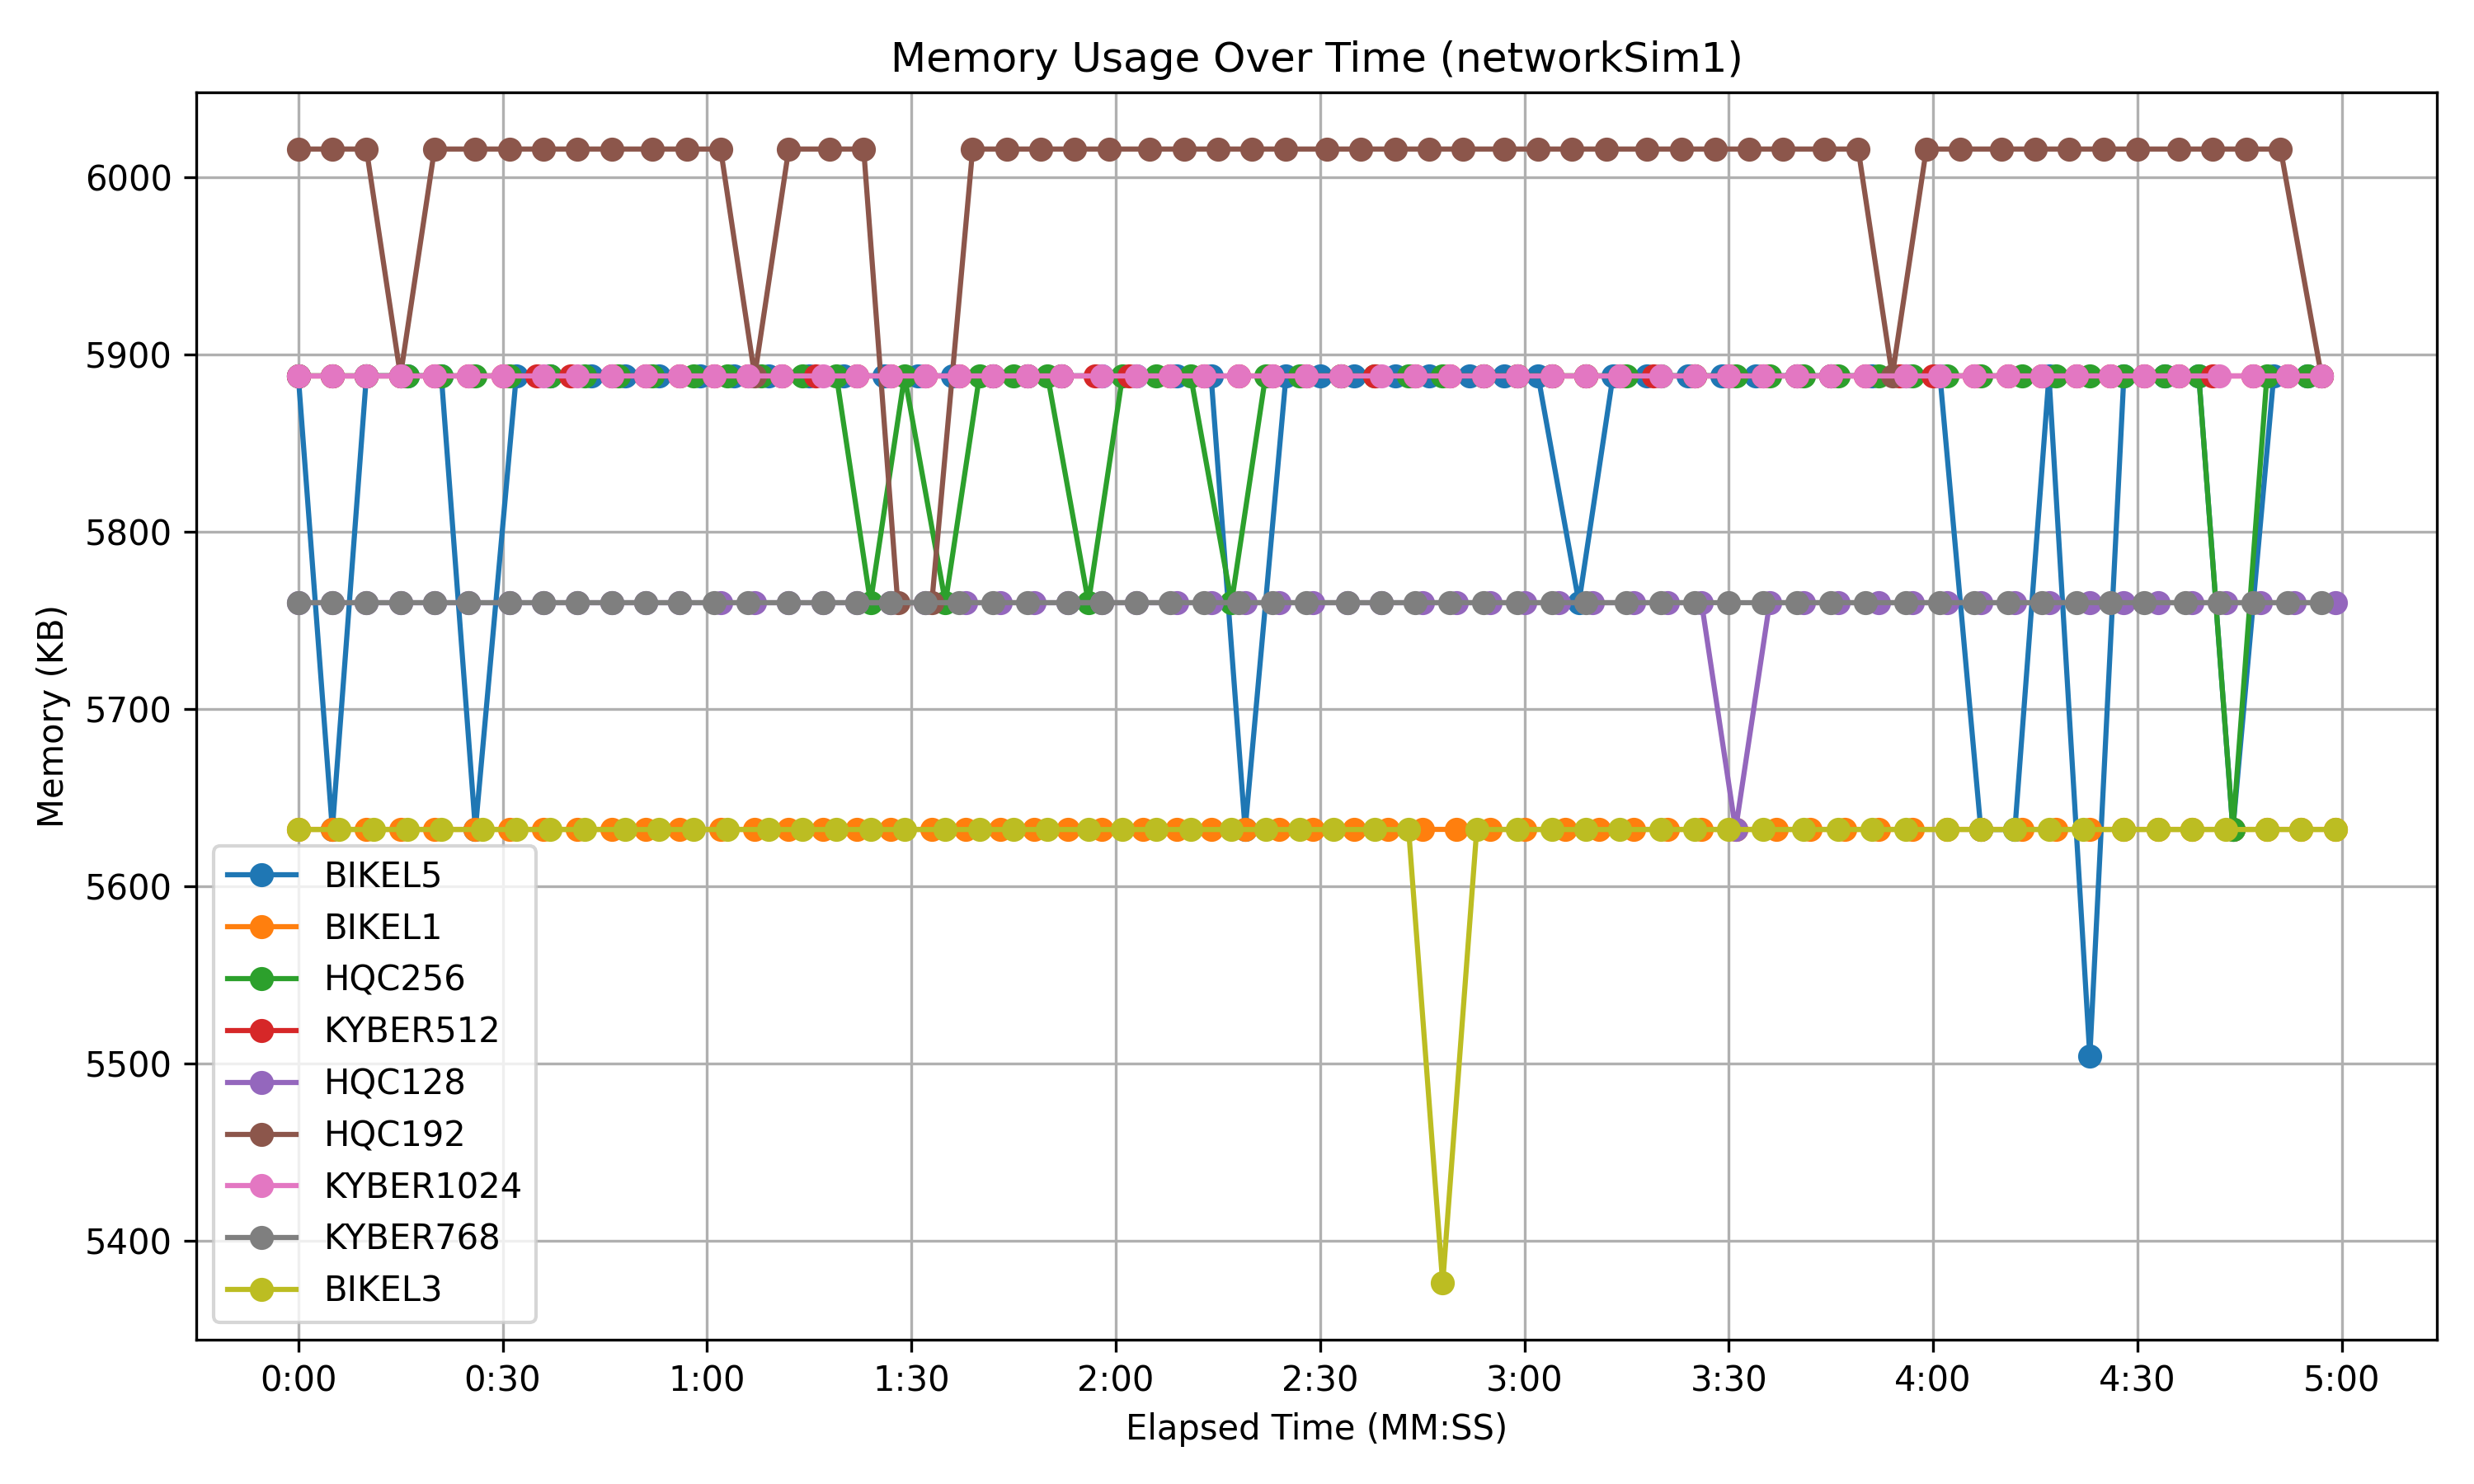 Memory Usage Over Time (networkSim1)
6000
5900
5800
5700
5600
5500
5400
Memory (KB)
BIKEL5
BIKEL1
HQC256
KYBER512
HQC128
HQC192
KYBER1024
KYBER768
BIKEL3
0:00 0:30 1:00 1:30 2:00 2:30 3:00 3:30 4:00 4:30 5:00
Elapsed Time (MM:SS)